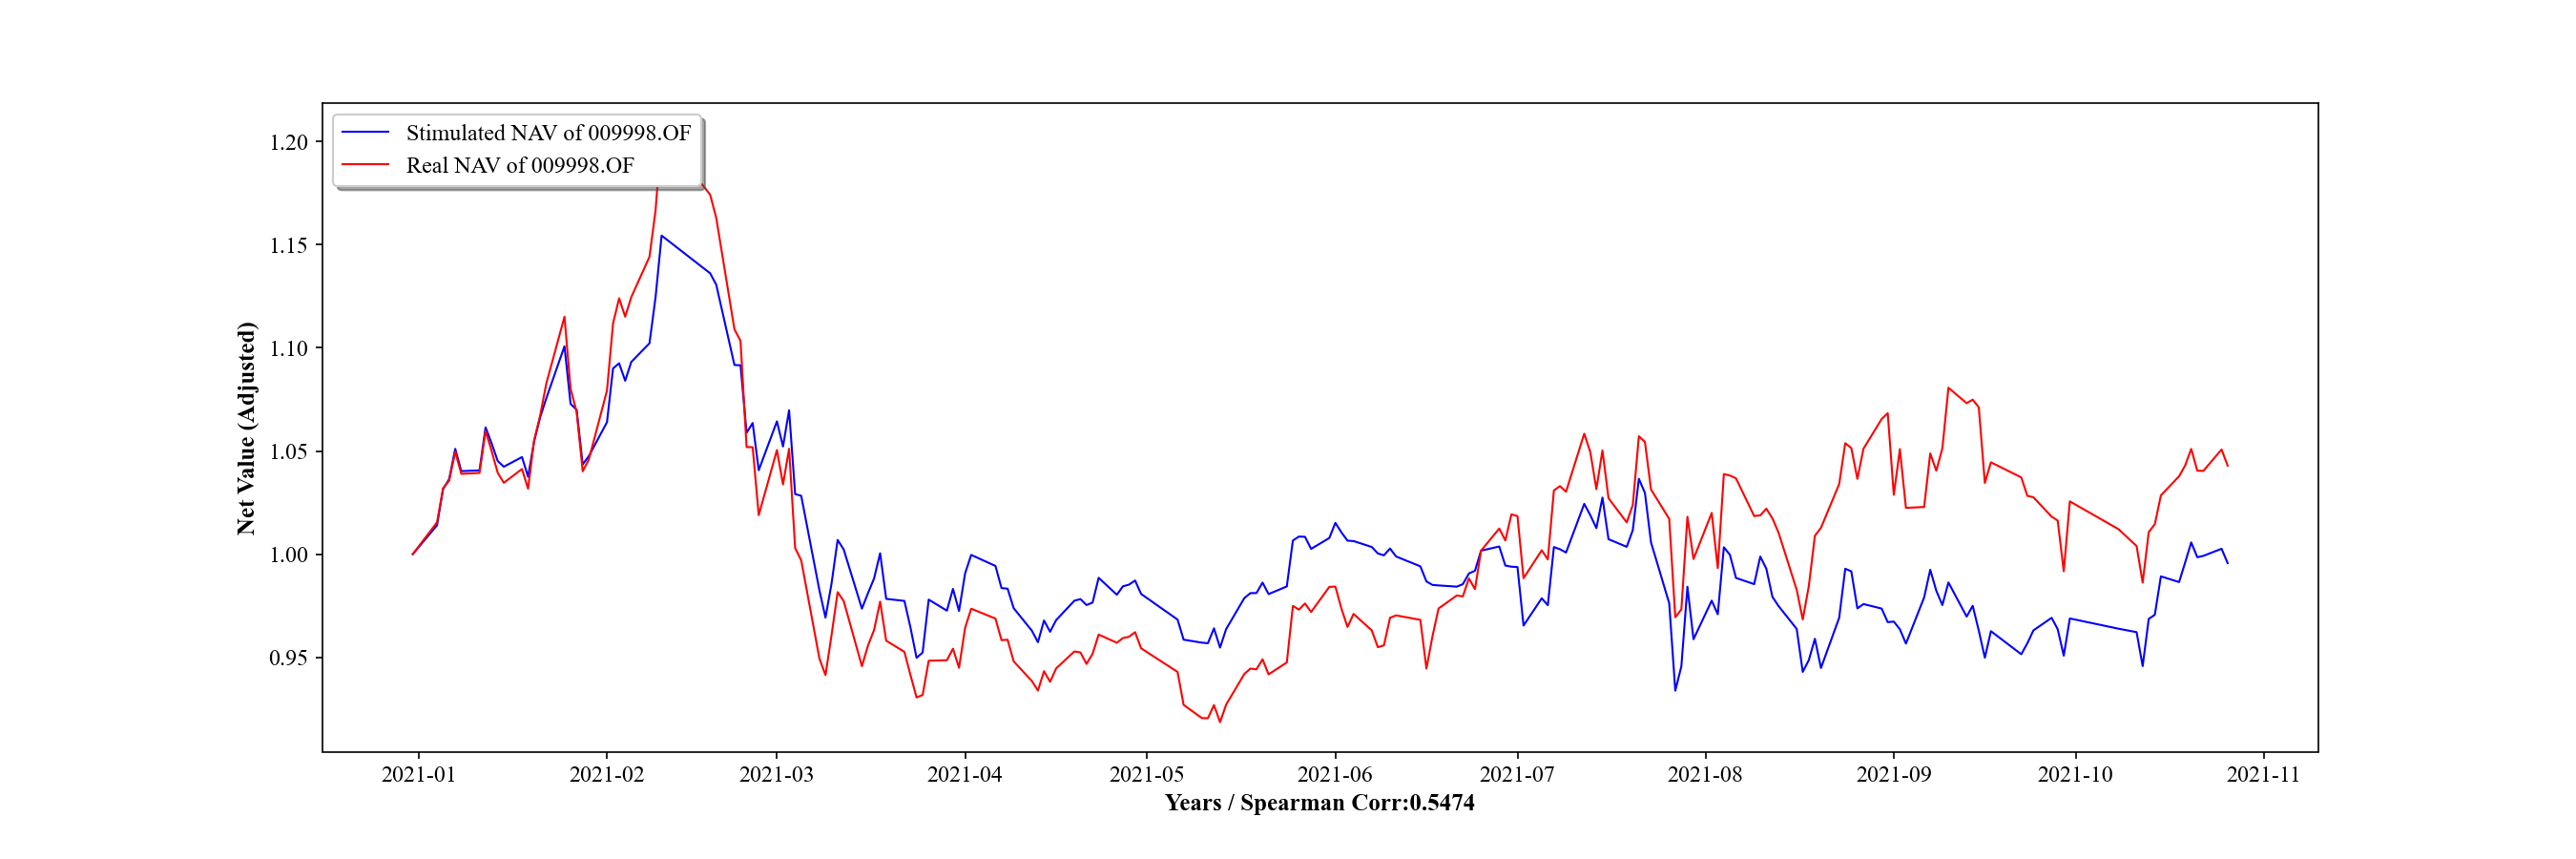 Stimulated NAV of 009998.OF
Real NAV of 009998.OF
1.20
1.15
1.10
1.05
1.00
0.95
Net Value (Adjusted)
2021-01 2021-02 2021-03 2021-04 2021-05 2021-06 2021-07 2021-08 2021-09 2021-10 2021-11
Years / Spearman Corr:0.5474